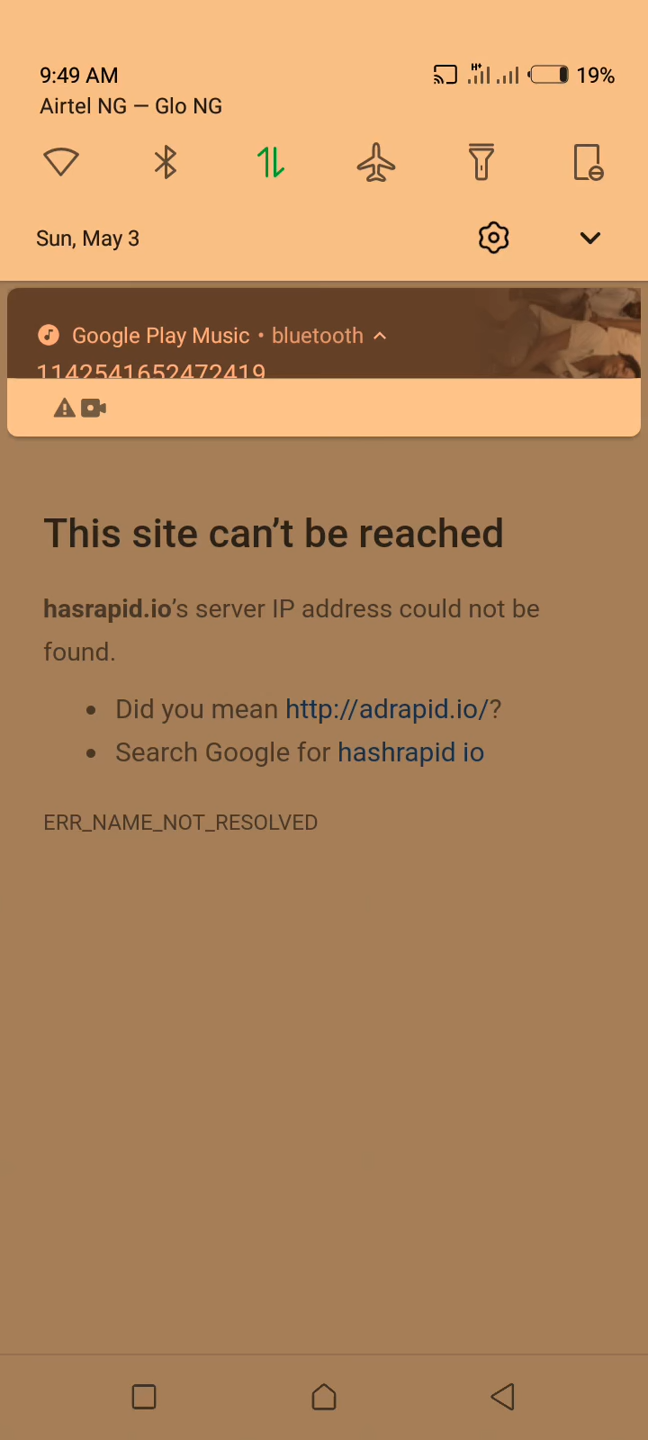 9:49 AM
H+
19%
Airtel NG — Glo NG
Sun, May 3
Google Play Music • bluetooth
1142541652472419
This site can’t be reached
hasrapid.io’s server IP address could not be
found.
• Did you mean http://adrapid.io/?
• Search Google for hashrapid io
ERR_NAME_NOT_RESOLVED